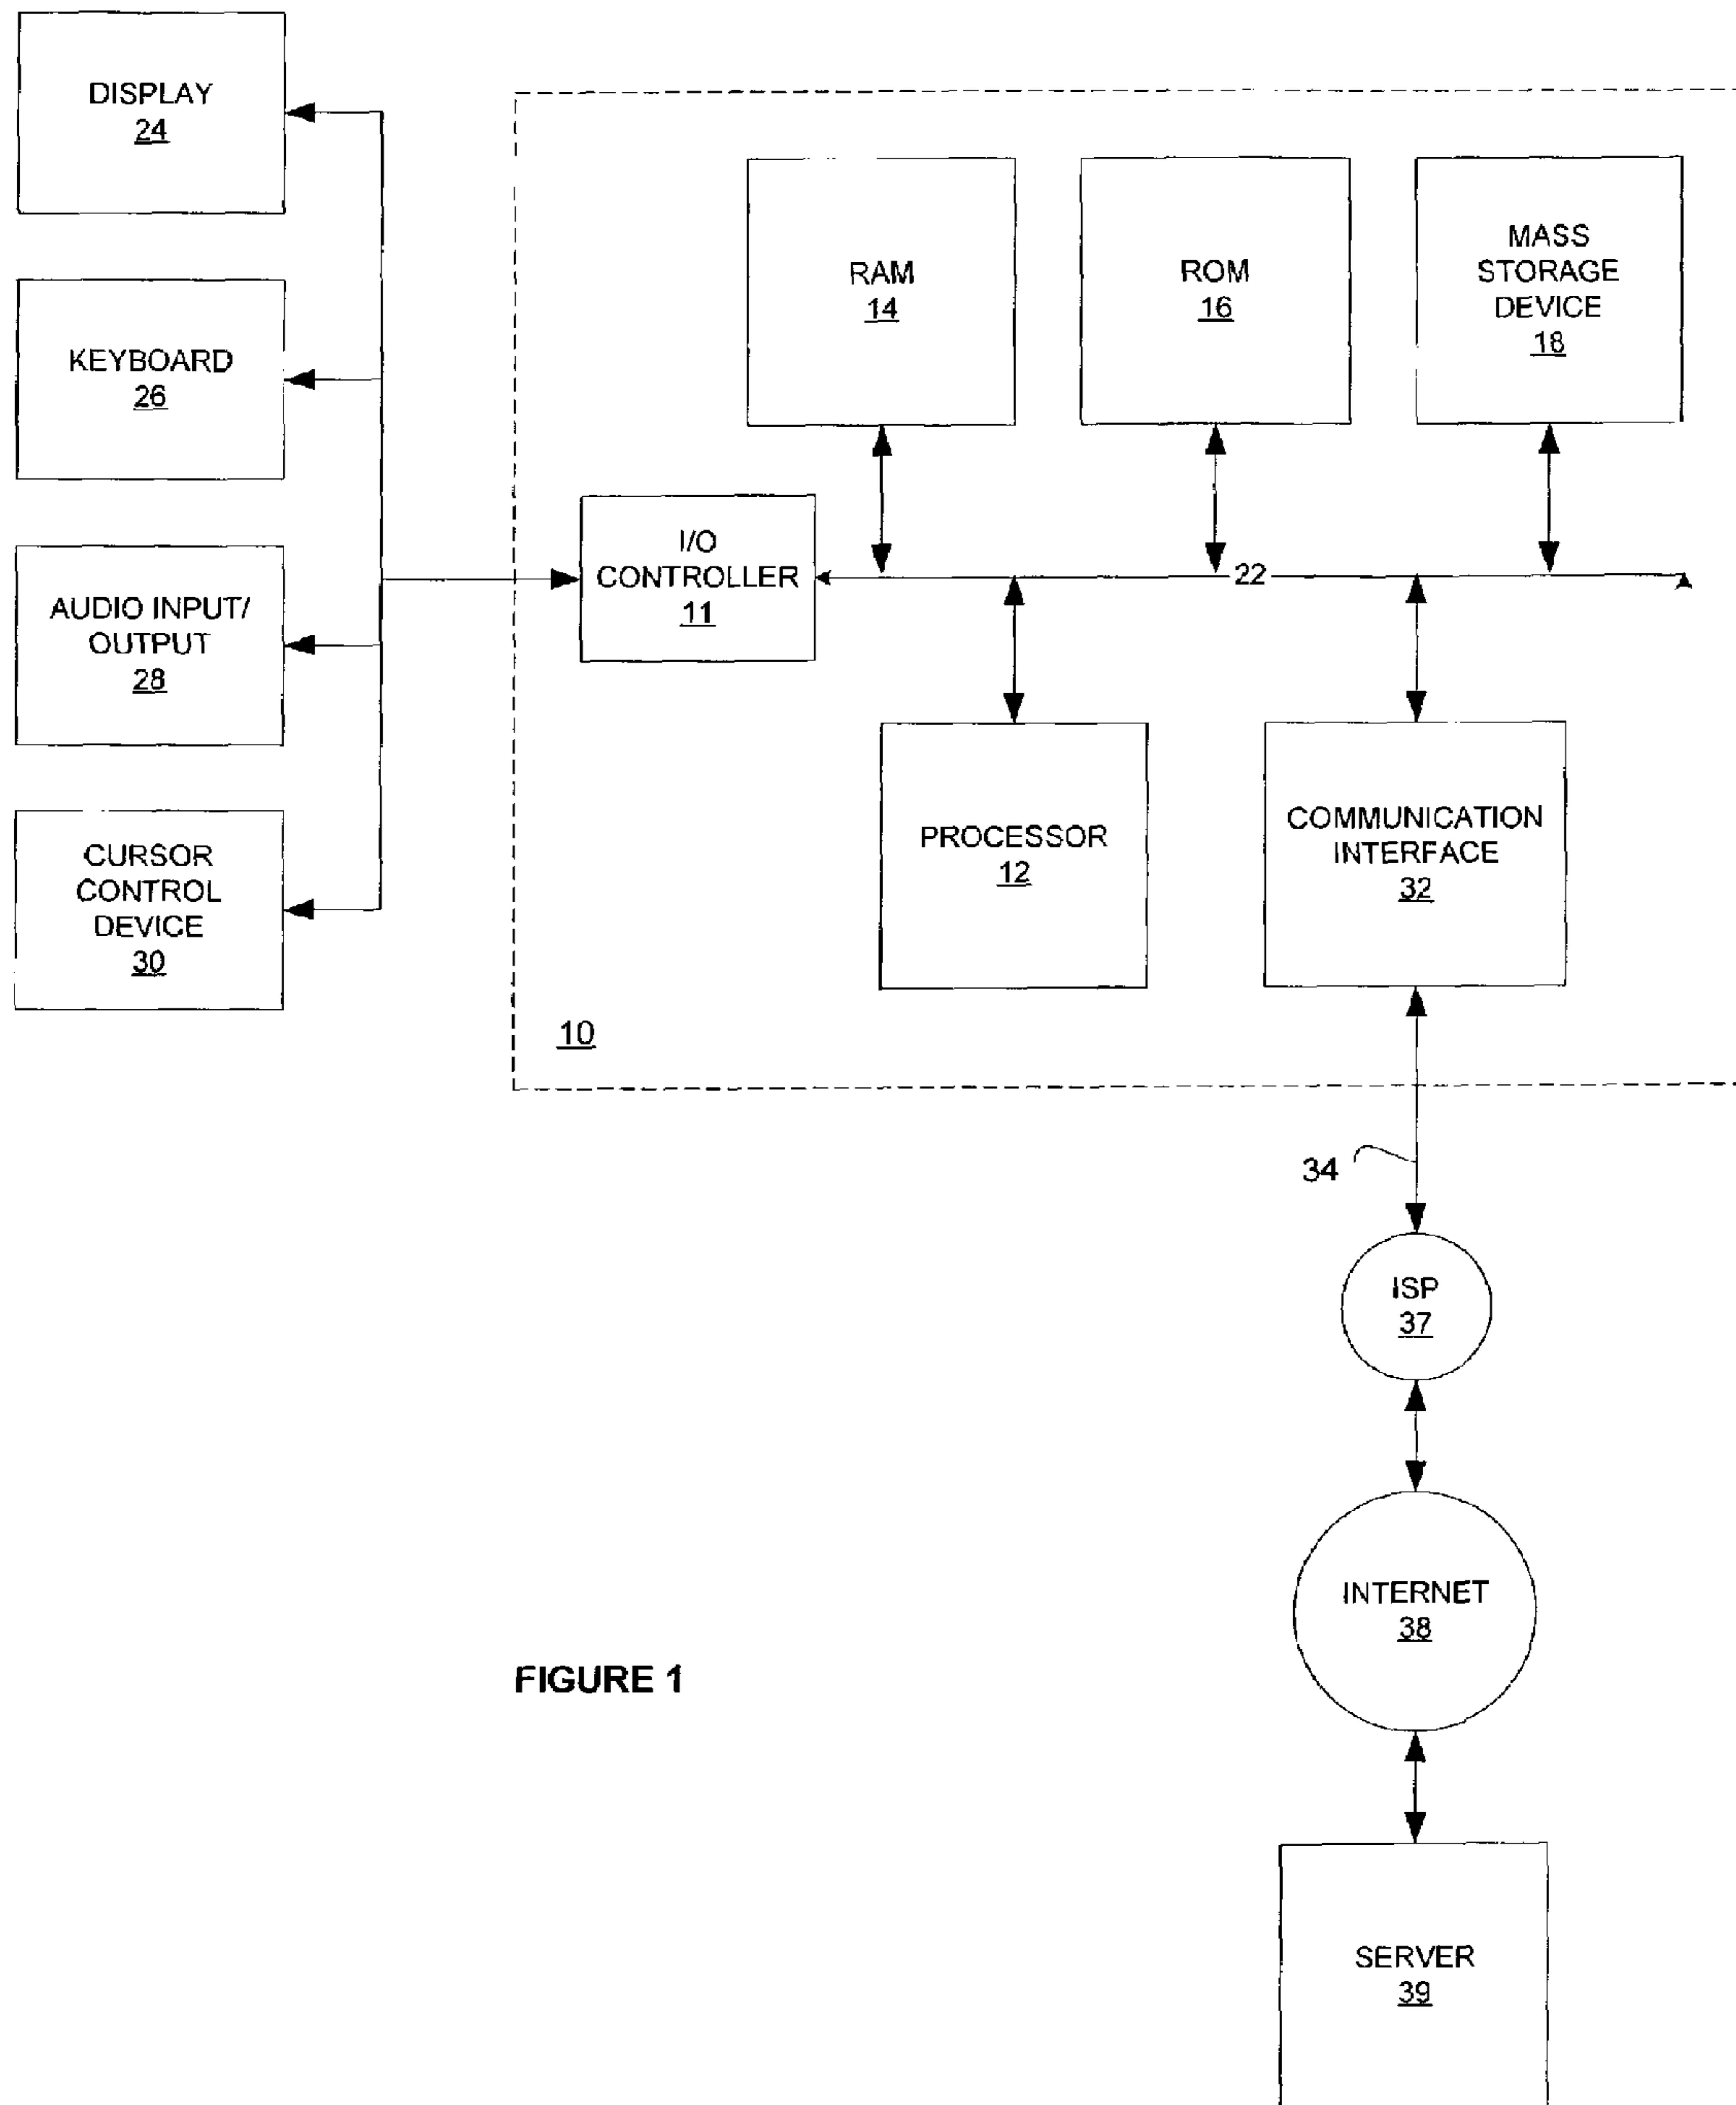 DISPLAY
24
KEYBOARD
26
AUDIO INPUT/
OUTPUT
28
CURSOR
CONTROL
DEVICE
30
RAM
14
ROM
16
MASS
STORAGE
DEVICE
18
I/O
CONTROLLER
11
22
PROCESSOR
12
COMMUNICATION
INTERFACE
32
10
34
ISP
37
INTERNET
38
FIGURE 1
SERVER
39